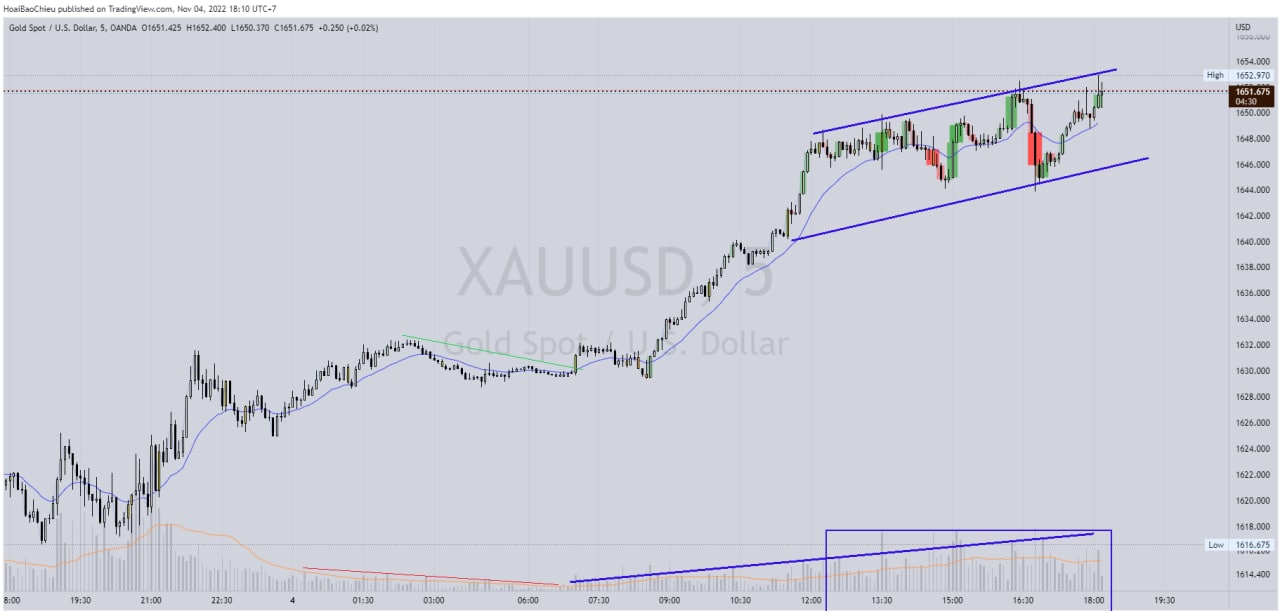 HoaiBaoChieu published on TradingView.com, Nov 04, 2022 18:10 UTC+7
Gold Spot / U.S. Dollar, 5, OANDA O1651.425 H1652.400 L1650.370 C1651.675 +0.250 (+0.02%)
USD
1656.000
1654.000
High 1652.970
1651.675
04:30
1650.000
1648.000
1646.000
1644.000
1642.000
1640.000
1638.000
1636.000
1634.000
1632.000
1630.000
1628.000
1626.000
1624.000
1622.000
1620.000
1618.000
Low 1616.675
1614.400
XAUUSD, 5
Gold Spot / U.S. Dollar
8:00 19:30 21:00 22:30 4 01:30 03:00 06:00 07:30 09:00 10:30 12:00 13:30 15:00 16:30 18:00 19:30